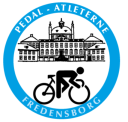 PEDAL - ATLETERNE
FREDENSBORG